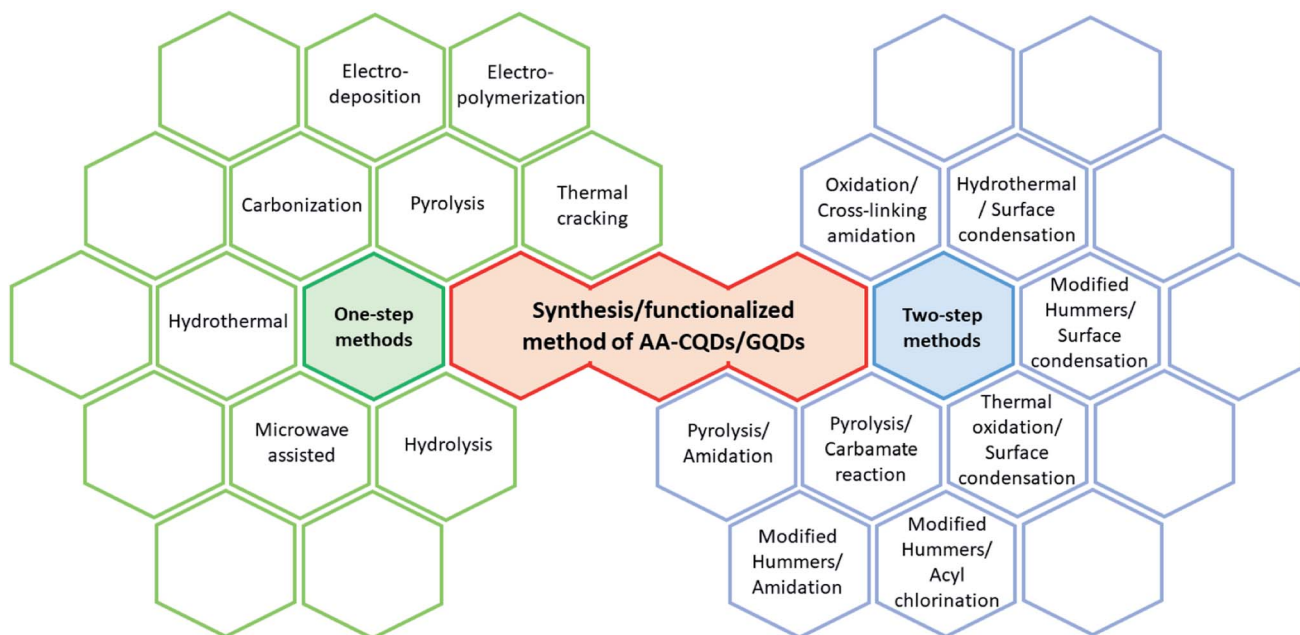 Electro-
deposition
Electro-
polymerization
Carbonization
Pyrolysis
Thermal
cracking
Hydrothermal
One-step
methods
Microwave
assisted
Hydrolysis
Synthesis/functionalized
method of AA-CQDs/GQDs
Oxidation/
Cross-linking
amidation
Hydrothermal
/ Surface
condensation
Two-step
methods
Modified
Hummers/
Surface
condensation
Pyrolysis/
Amidation
Pyrolysis/
Carbamate
reaction
Thermal
oxidation/
Surface
condensation
Modified
Hummers/
Amidation
Modified
Hummers/
Acyl
chlorination